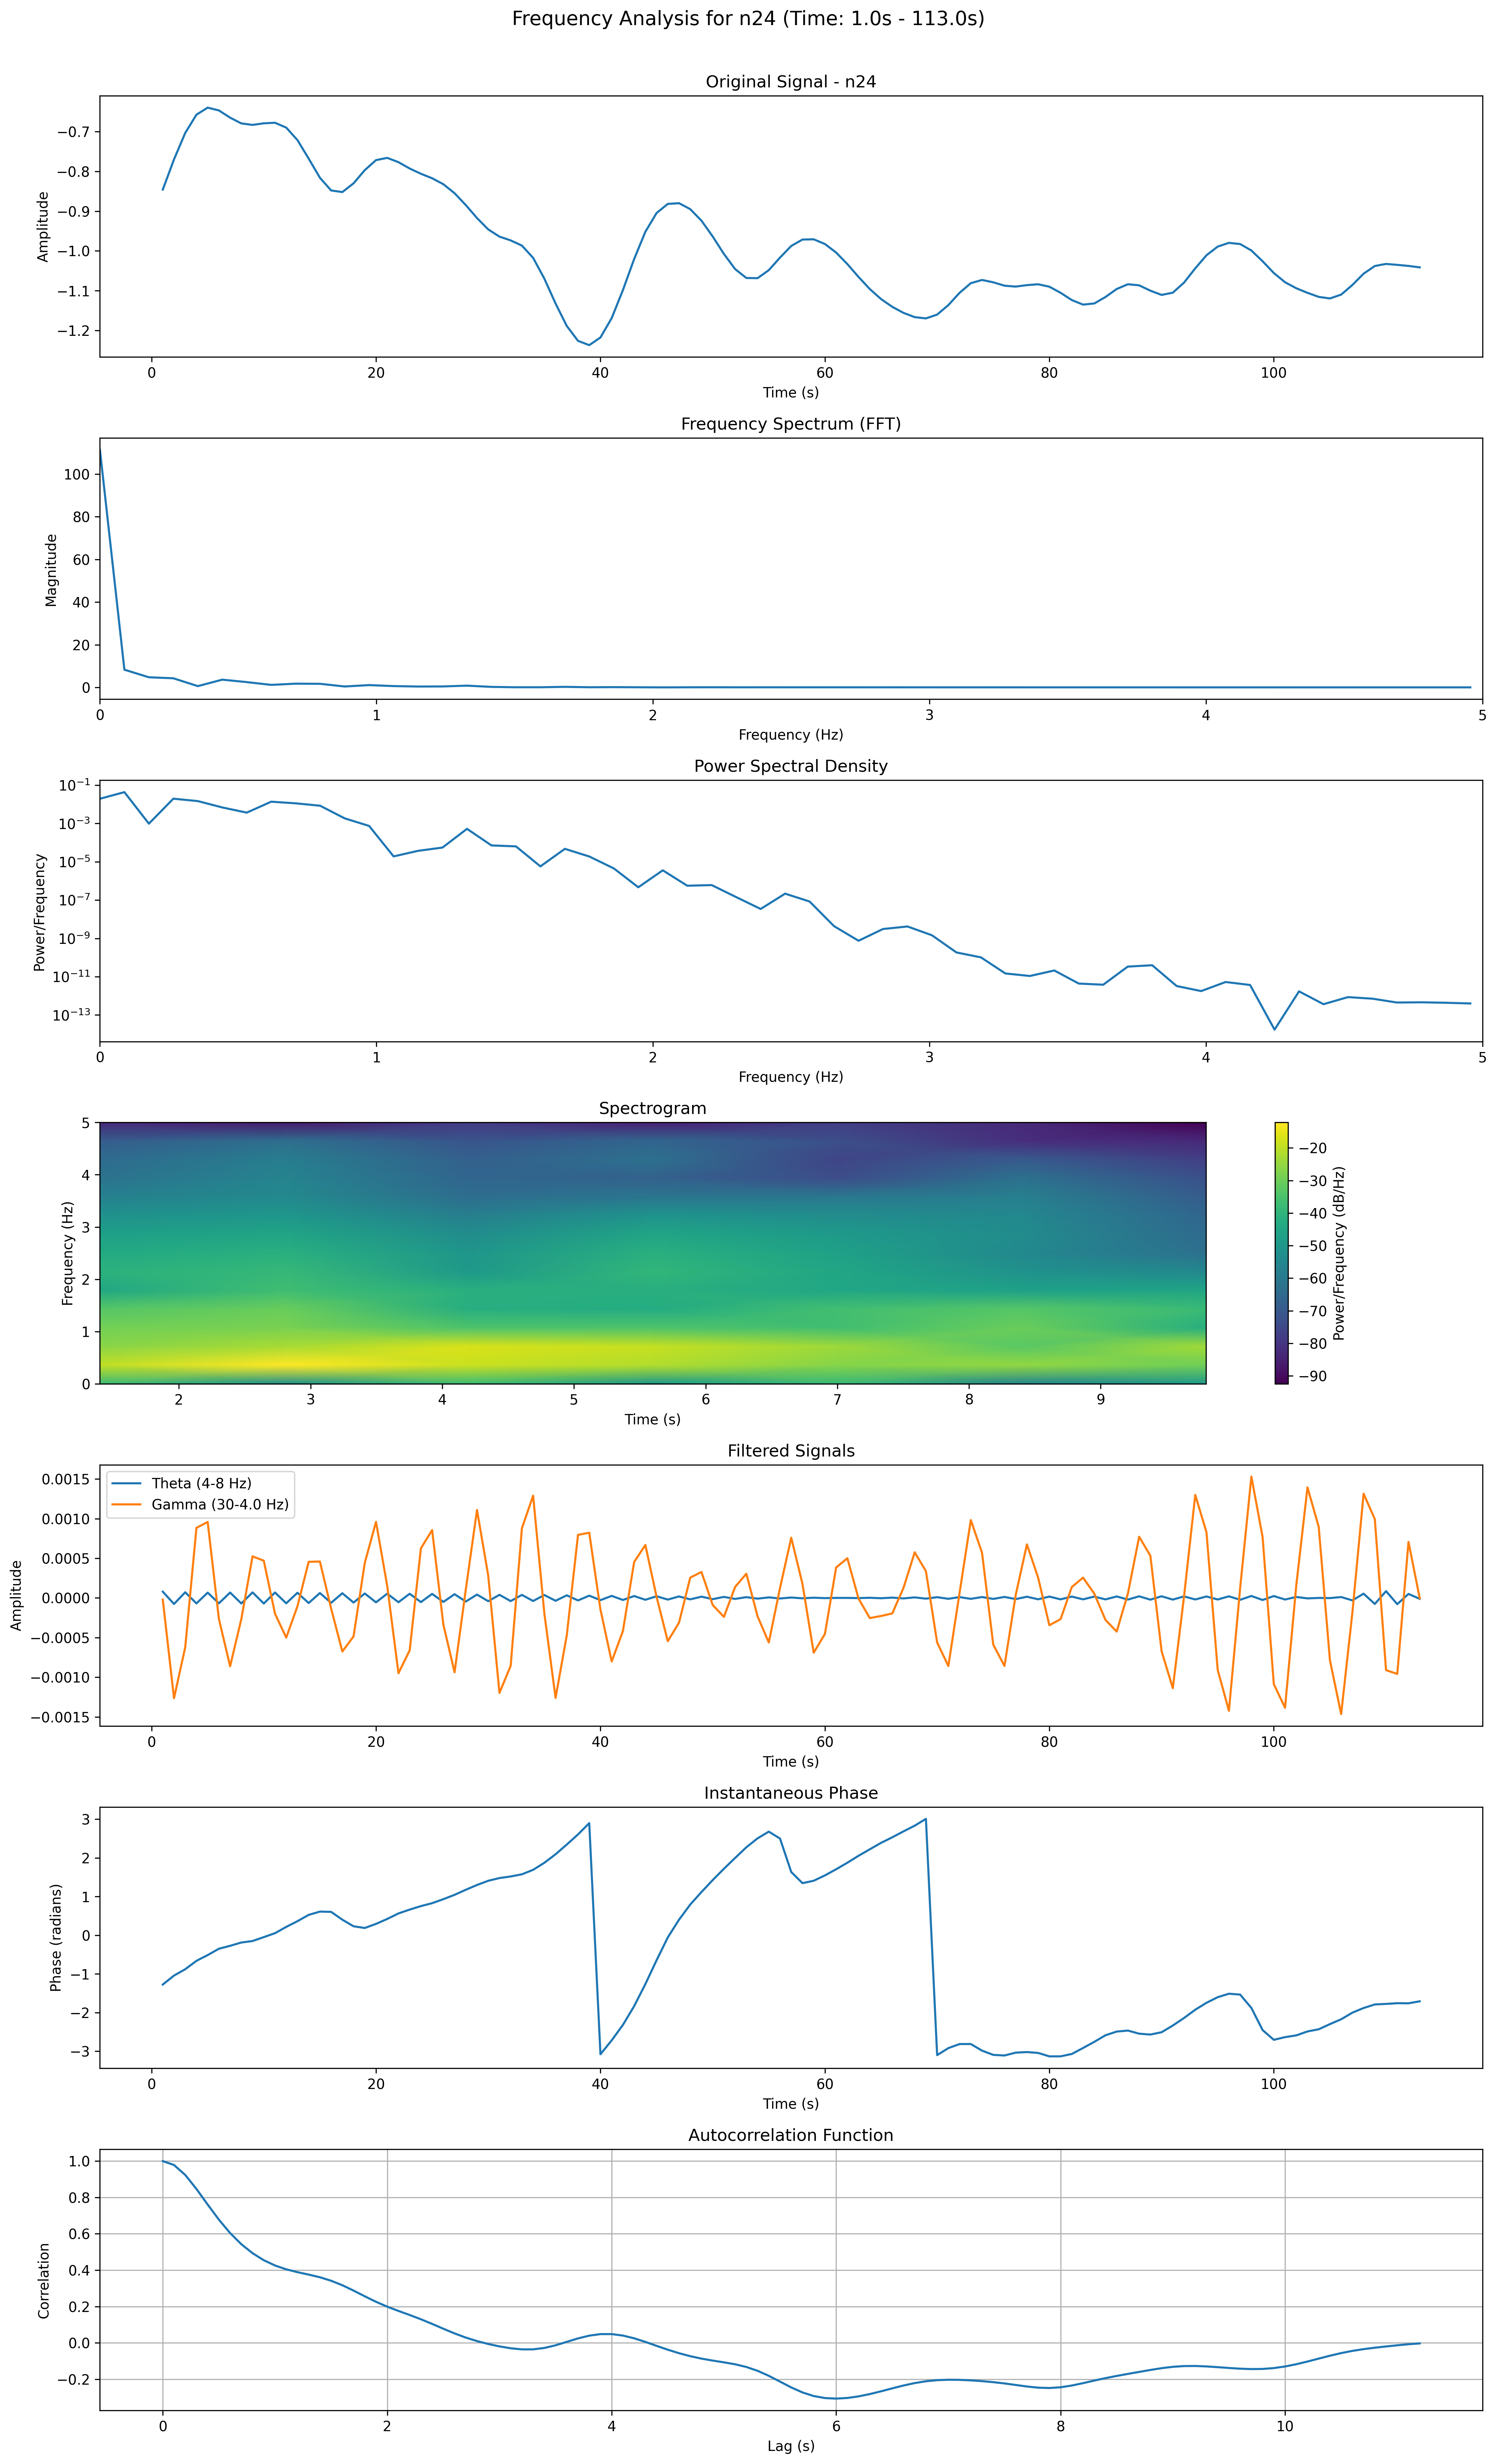 Frequency Analysis for n24 (Time: 1.0s - 113.0s)
Original Signal - n24
Amplitude
−0.7
−0.8
−0.9
−1.0
−1.1
−1.2
0 20 40 60 80 100
Time (s)
Frequency Spectrum (FFT)
Magnitude
100
80
60
40
20
0
0 1 2 3 4 5
Frequency (Hz)
Power Spectral Density
Power/Frequency
10⁻¹
10⁻³
10⁻⁵
10⁻⁷
10⁻⁹
10⁻¹¹
10⁻¹³
0 1 2 3 4 5
Frequency (Hz)
Spectrogram
Frequency (Hz)
5
4
3
2
1
0
2 3 4 5 6 7 8 9
Time (s)
−20
−30
−40
−50
−60
−70
−80
−90
Power/Frequency (dB/Hz)
Filtered Signals
Theta (4-8 Hz)
Gamma (30-4.0 Hz)
Amplitude
0.0015
0.0010
0.0005
0.0000
−0.0005
−0.0010
−0.0015
0 20 40 60 80 100
Time (s)
Instantaneous Phase
Phase (radians)
3
2
1
0
−1
−2
−3
0 20 40 60 80 100
Time (s)
Autocorrelation Function
Correlation
1.0
0.8
0.6
0.4
0.2
0.0
−0.2
0 2 4 6 8 10
Lag (s)